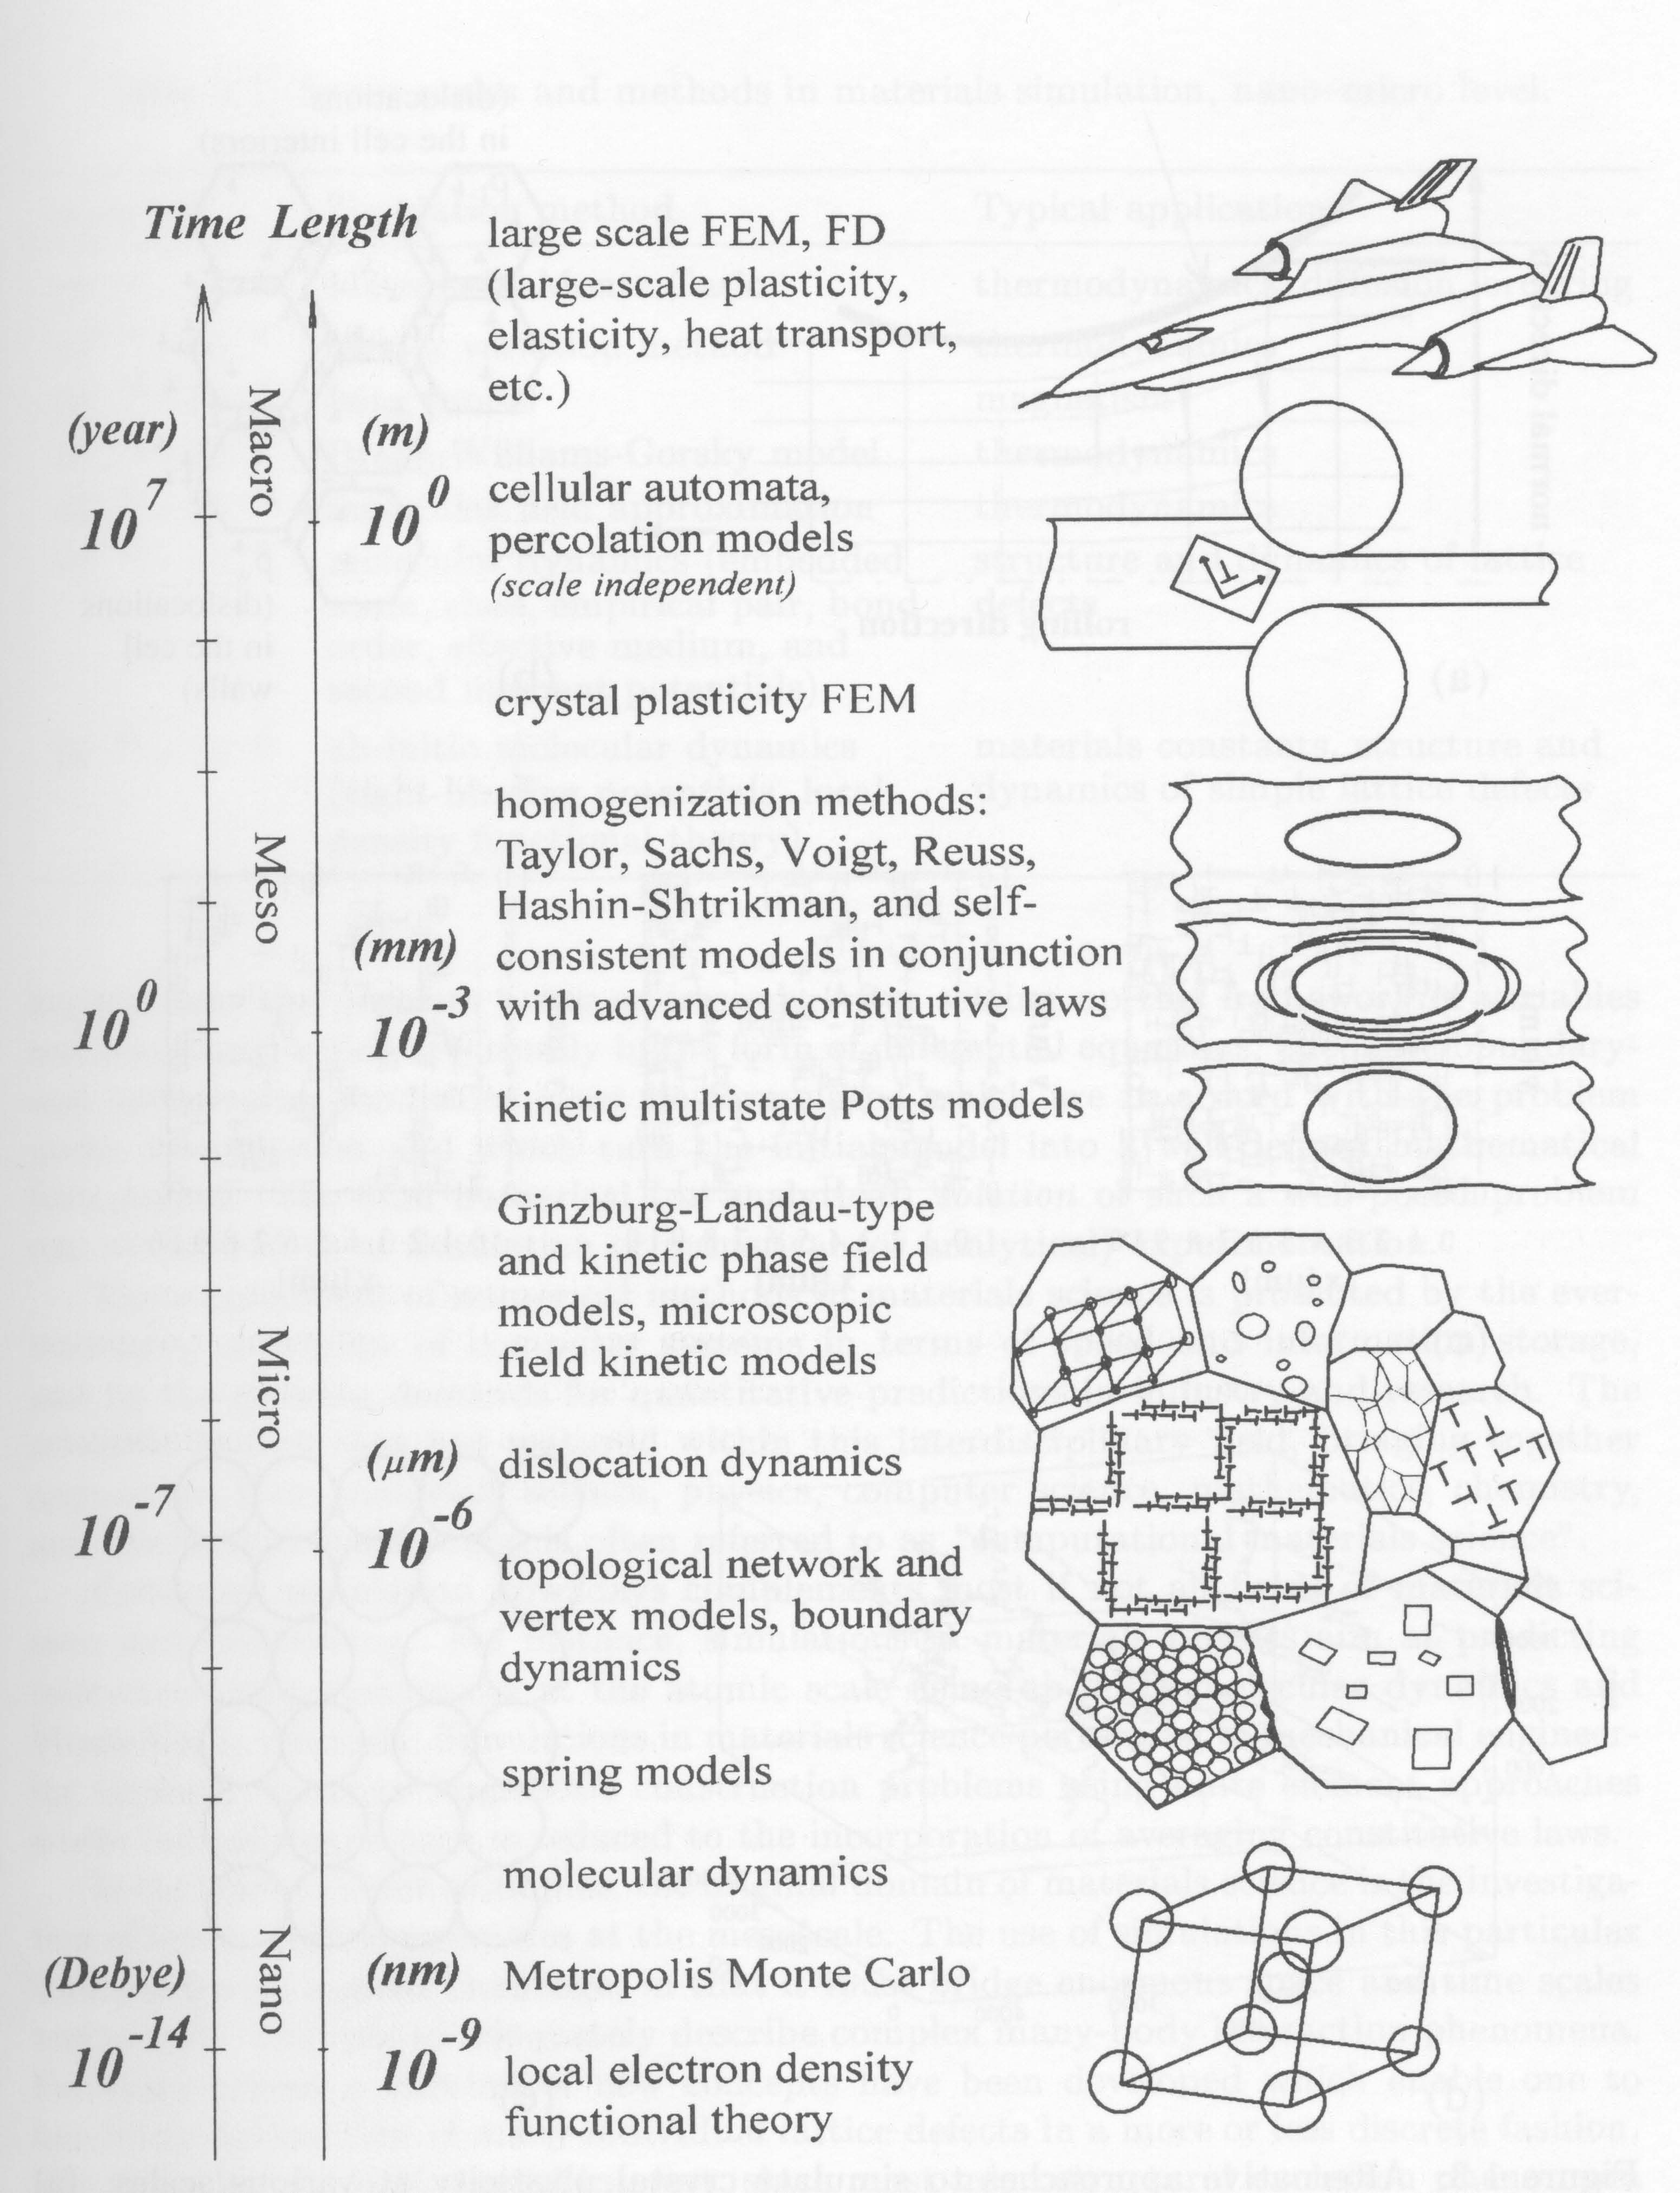 Time Length
large scale FEM, FD
(large-scale plasticity,
elasticity, heat transport,
etc.)
Macro
(year)
(m)
10^7
10^0
cellular automata,
percolation models
(scale independent)
crystal plasticity FEM
Meso
homogenization methods:
Taylor, Sachs, Voigt, Reuss,
Hashin-Shtrikman, and self-
(mm)
consistent models in conjunction
10^0
10^-3
with advanced constitutive laws
kinetic multistate Potts models
Ginzburg-Landau-type
and kinetic phase field
models, microscopic
field kinetic models
Micro
(μm)
dislocation dynamics
10^-7
10^-6
topological network and
vertex models, boundary
dynamics
spring models
molecular dynamics
Nano
(Debye)
(nm)
Metropolis Monte Carlo
10^-14
10^-9
local electron density
functional theory